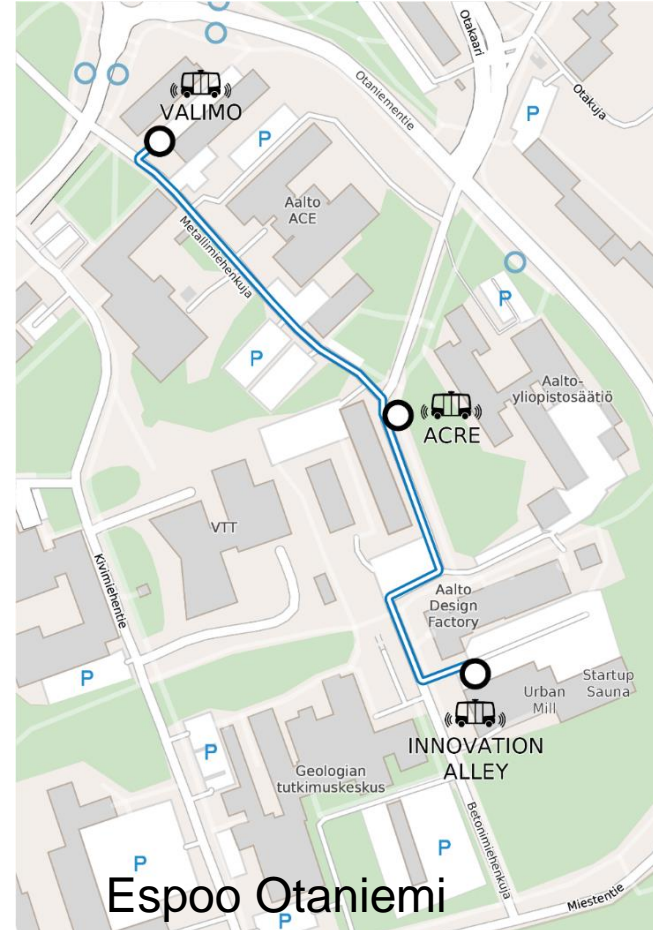 Otakaari
VALIMO
Otaniementie
Otakuja
P
P
Aalto
ACE
Metallimiehenkuja
P
P
Aalto-
yliopistosäätiö
ACRE
VTT
Kivimiehentie
Aalto
Design
Factory
P
Startup
Sauna
Urban
Mill
INNOVATION
ALLEY
P
Geologian
tutkimuskeskus
Betonimiehenkuja
P
P
Espoo Otaniemi
P
Miestentie